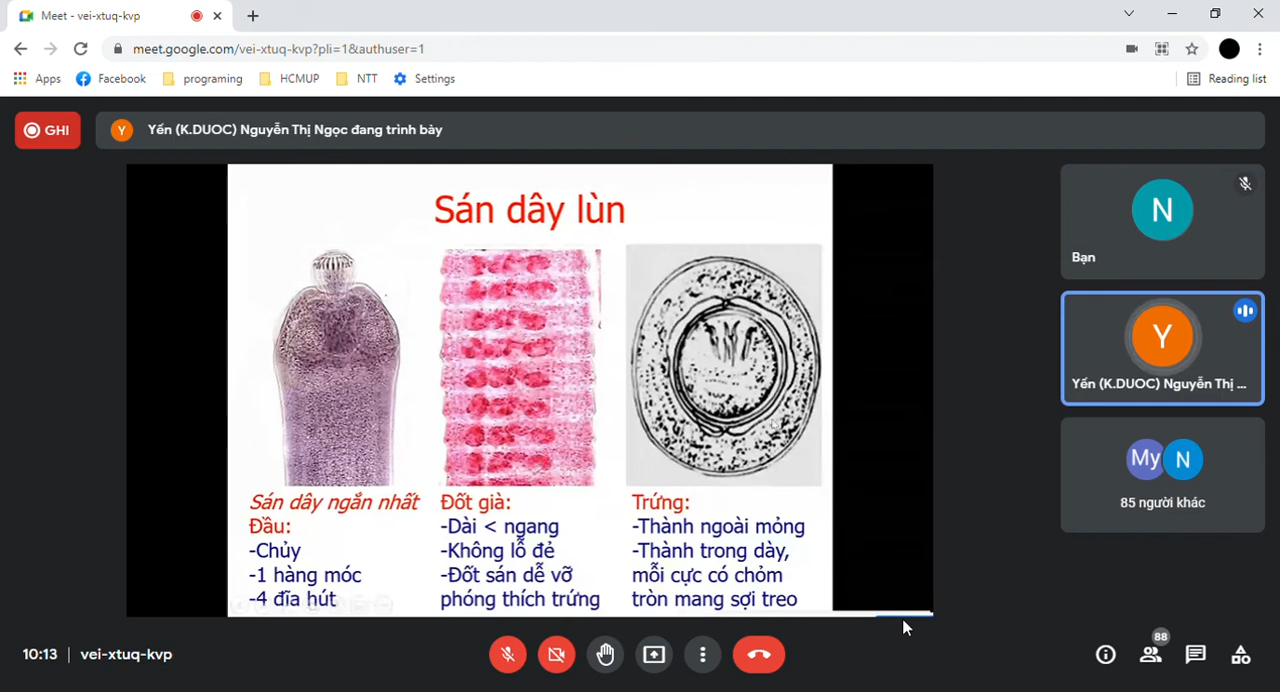 Meet - vei-xtuq-kvp
meet.google.com/vei-xtuq-kvp?pli=1&authuser=1
Apps Facebook programing HCMUP NTT Settings Reading list
GHI
Y Yến (K.DUOC) Nguyễn Thị Ngọc đang trình bày
Sán dây lùn
Sán dây ngắn nhất
Đầu:
-Chủy
-1 hàng móc
-4 đĩa hút
Đốt già:
-Dài < ngang
-Không lỗ đẻ
-Đốt sán dễ vỡ
phóng thích trứng
Trứng:
-Thành ngoài mỏng
-Thành trong dày,
mỗi cực có chỏm
tròn mang sợi treo
N
Bạn
Y
Yến (K.DUOC) Nguyễn Thị ...
My N
85 người khác
10:13 | vei-xtuq-kvp
88